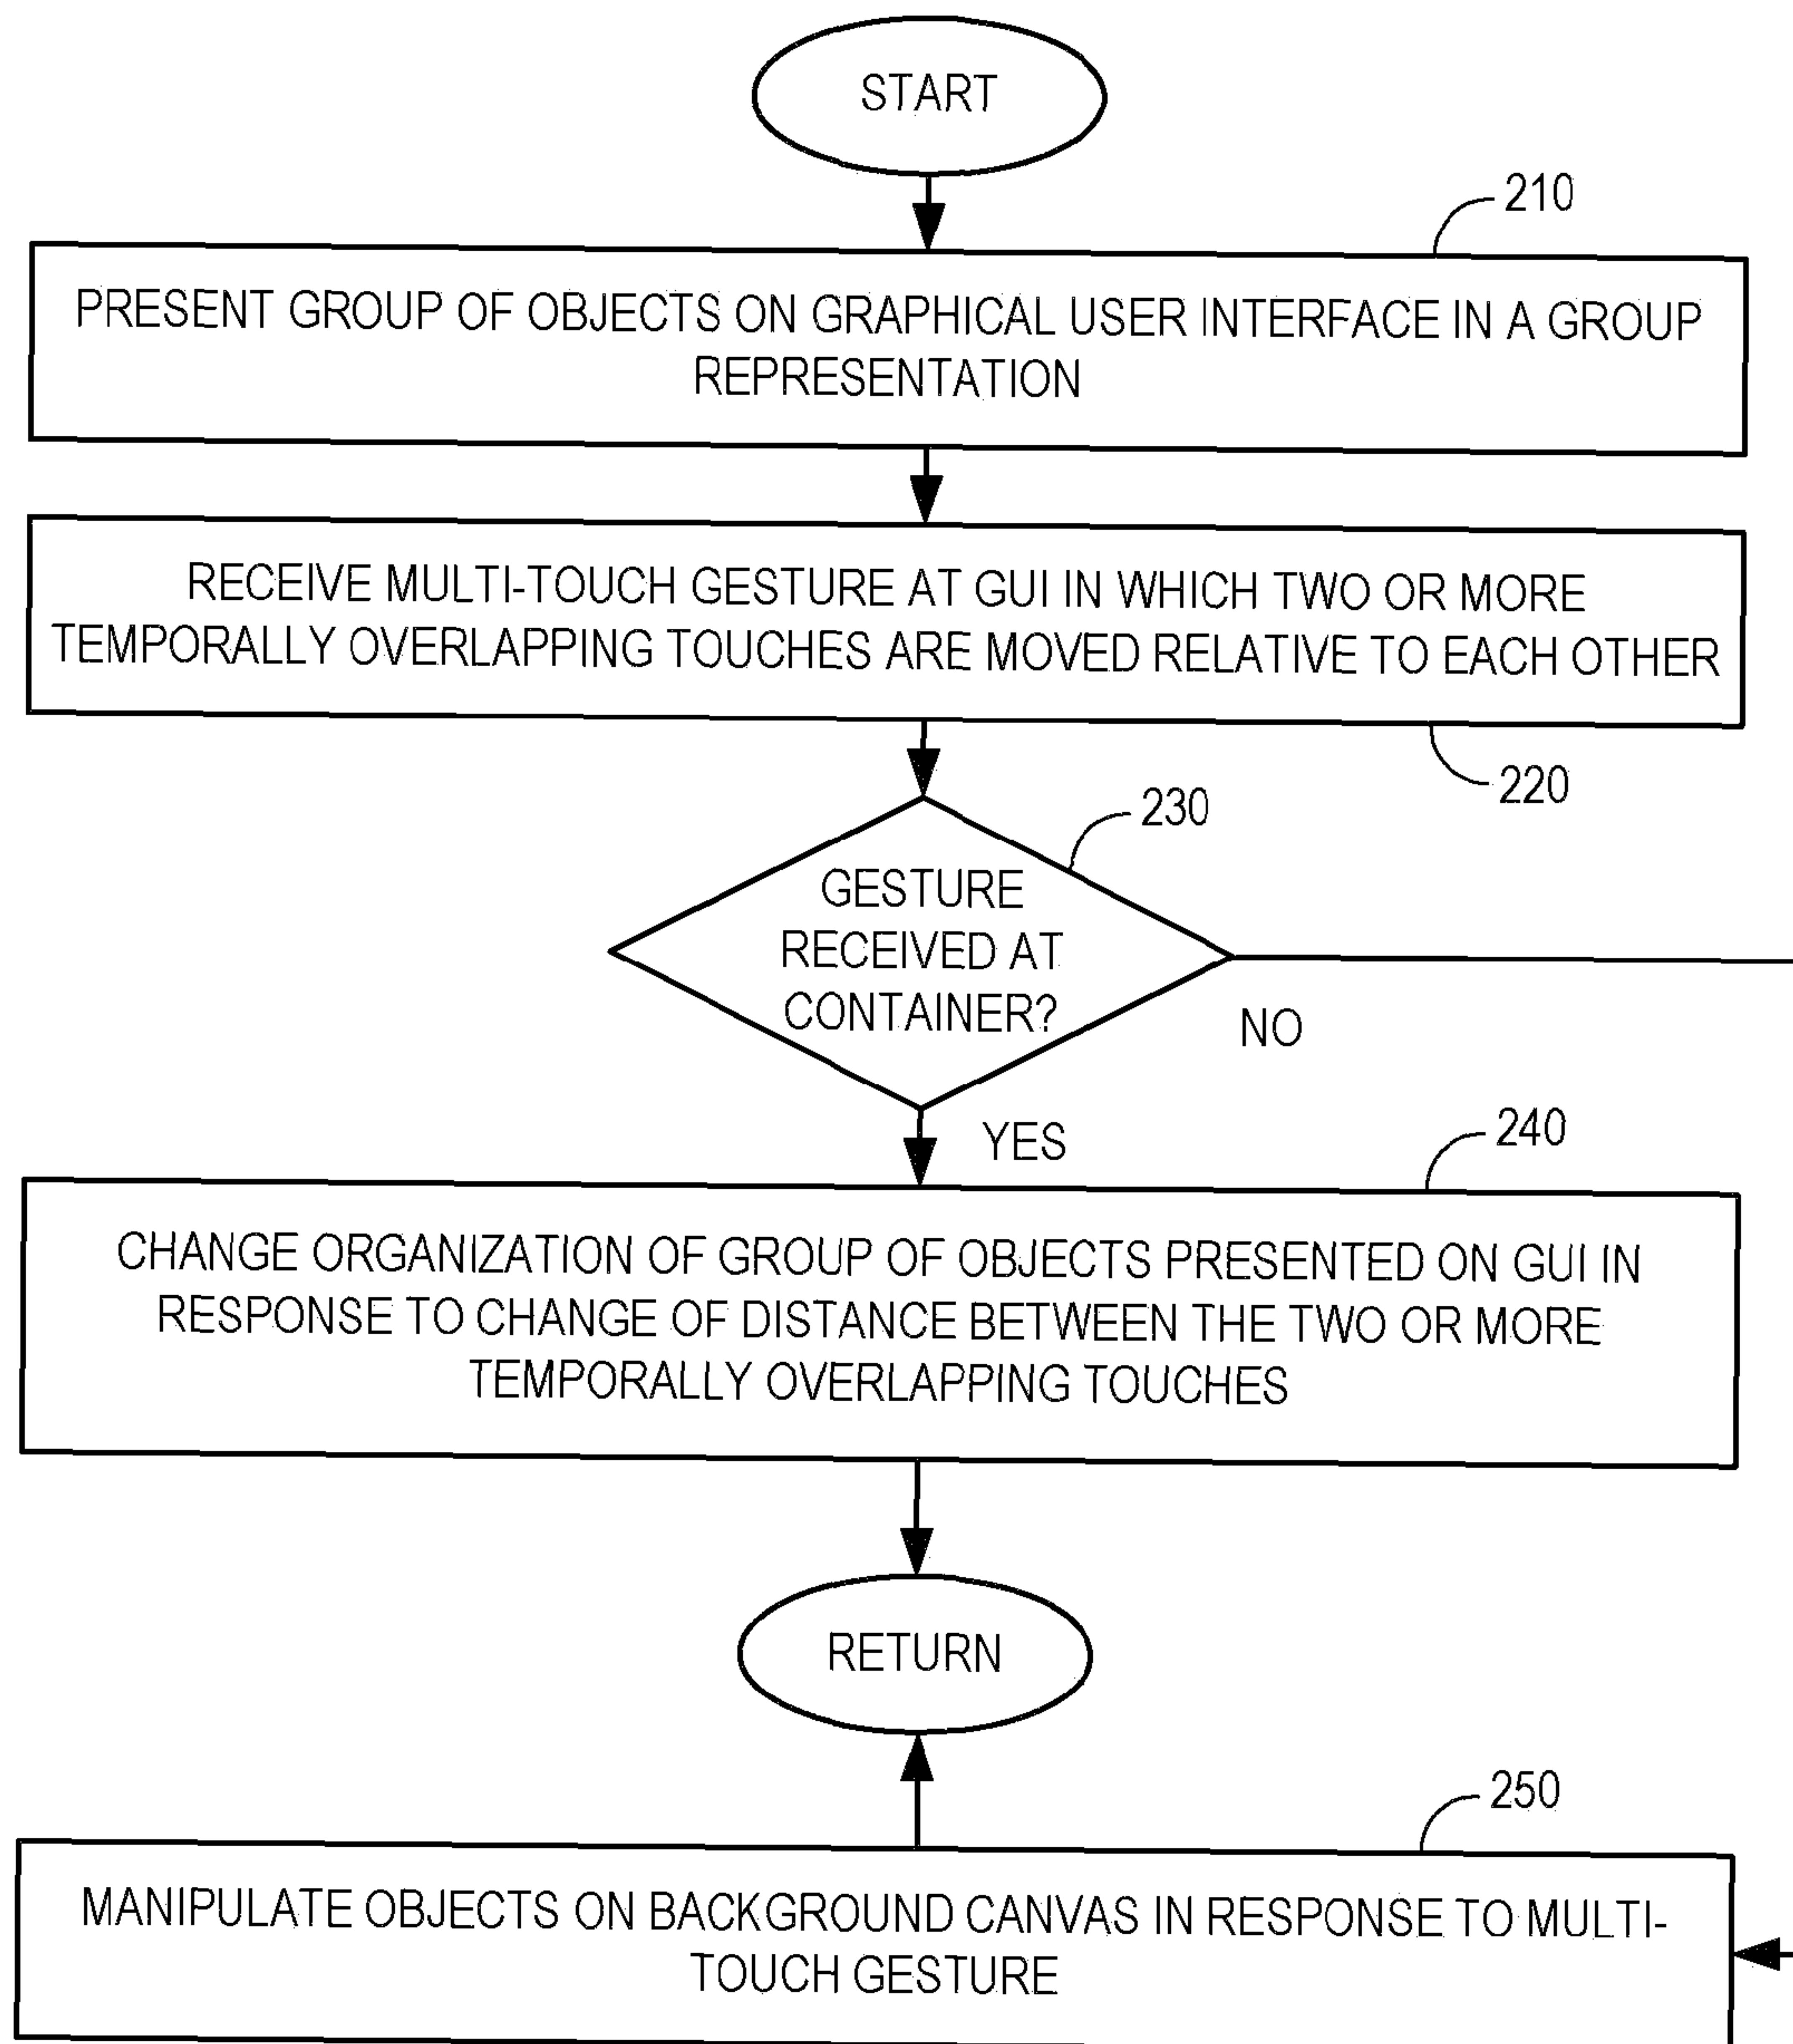 START
210
PRESENT GROUP OF OBJECTS ON GRAPHICAL USER INTERFACE IN A GROUP
REPRESENTATION
RECEIVE MULTI-TOUCH GESTURE AT GUI IN WHICH TWO OR MORE
TEMPORALLY OVERLAPPING TOUCHES ARE MOVED RELATIVE TO EACH OTHER
220
230
GESTURE
RECEIVED AT
CONTAINER?
NO
YES
240
CHANGE ORGANIZATION OF GROUP OF OBJECTS PRESENTED ON GUI IN
RESPONSE TO CHANGE OF DISTANCE BETWEEN THE TWO OR MORE
TEMPORALLY OVERLAPPING TOUCHES
RETURN
250
MANIPULATE OBJECTS ON BACKGROUND CANVAS IN RESPONSE TO MULTI-
TOUCH GESTURE